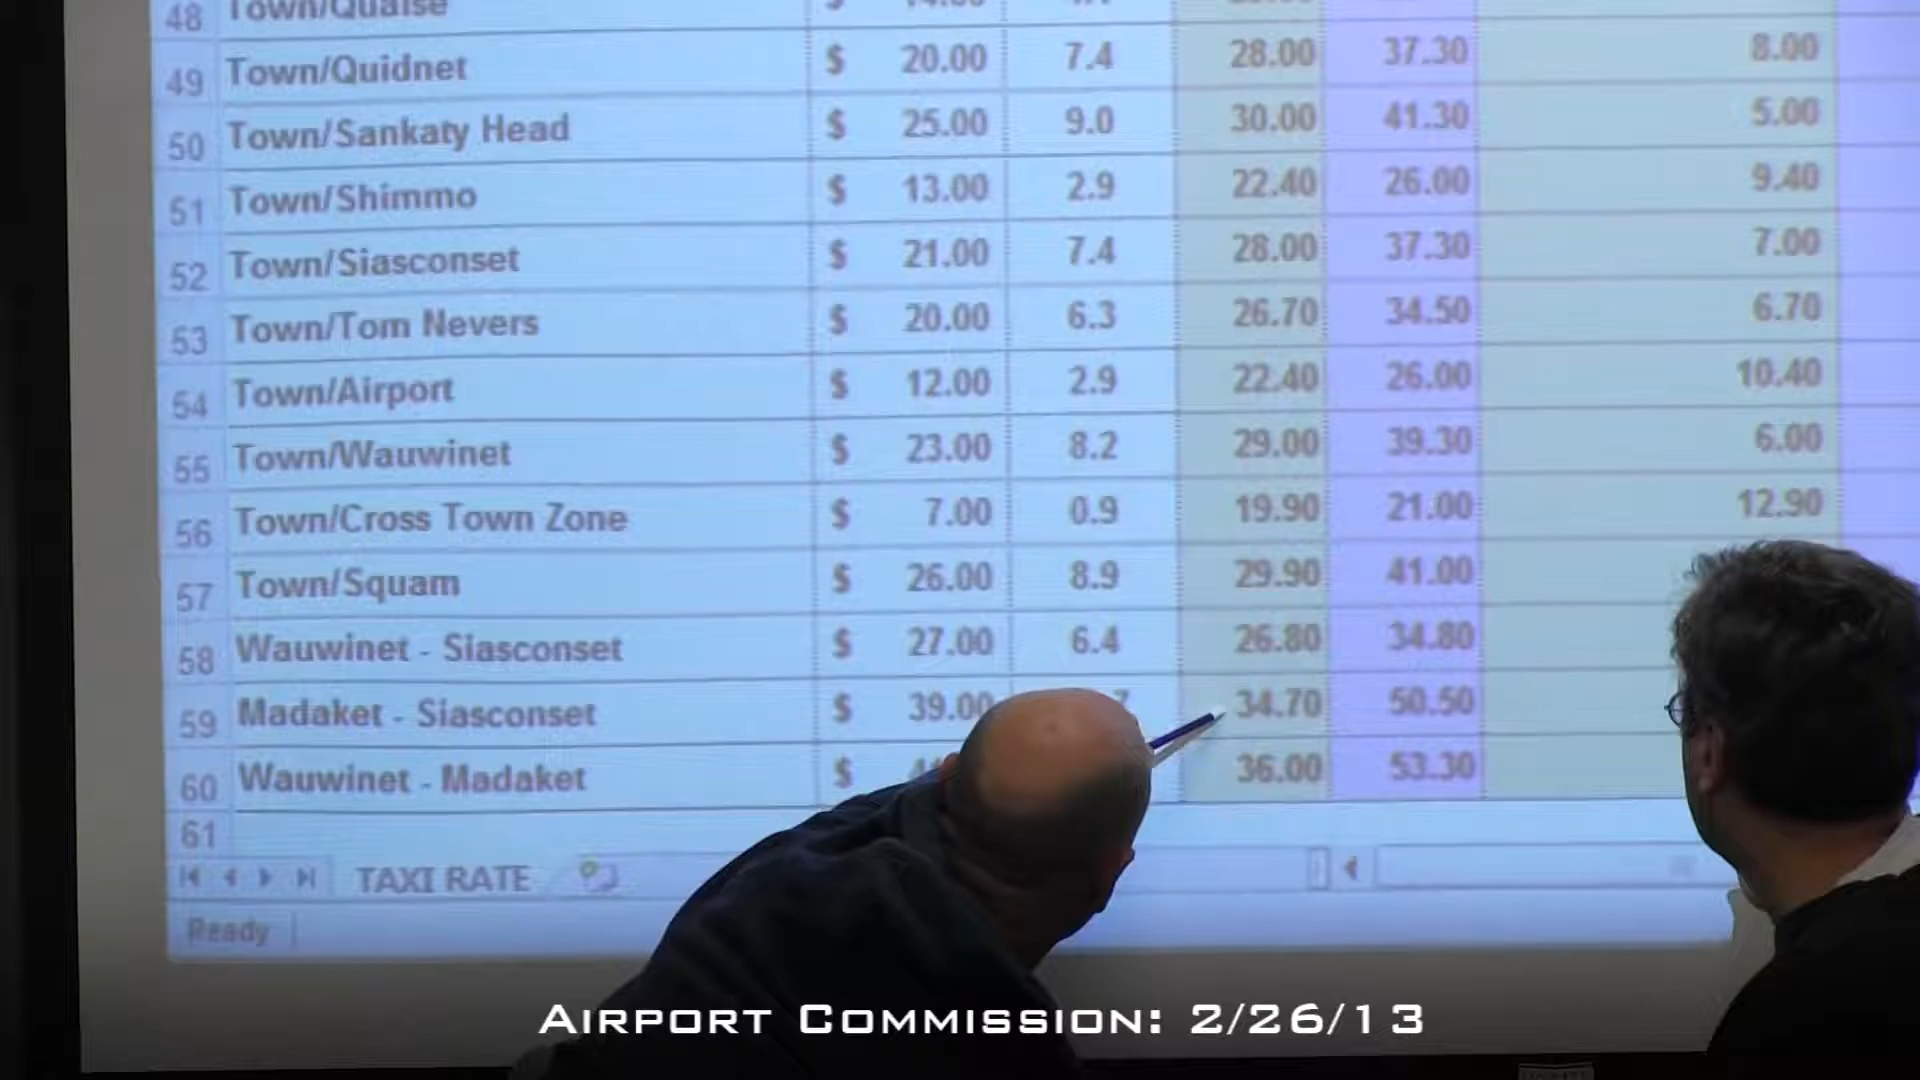 48 Town/Quaise $
49 Town/Quidnet $ 20.00 7.4 28.00 37.30 8.00
50 Town/Sankaty Head $ 25.00 9.0 30.00 41.30 5.00
51 Town/Shimmo $ 13.00 2.9 22.40 26.00 9.40
52 Town/Siasconset $ 21.00 7.4 28.00 37.30 7.00
53 Town/Tom Nevers $ 20.00 6.3 26.70 34.50 6.70
54 Town/Airport $ 12.00 2.9 22.40 26.00 10.40
55 Town/Wauwinet $ 23.00 8.2 29.00 39.30 6.00
56 Town/Cross Town Zone $ 7.00 0.9 19.90 21.00 12.90
57 Town/Squam $ 26.00 8.9 29.90 41.00
58 Wauwinet - Siasconset $ 27.00 6.4 26.80 34.80
59 Madaket - Siasconset $ 39.00 34.70 50.50
60 Wauwinet - Madaket $ 36.00 53.30
61
TAXI RATE
Ready
AIRPORT COMMISSION: 2/26/13